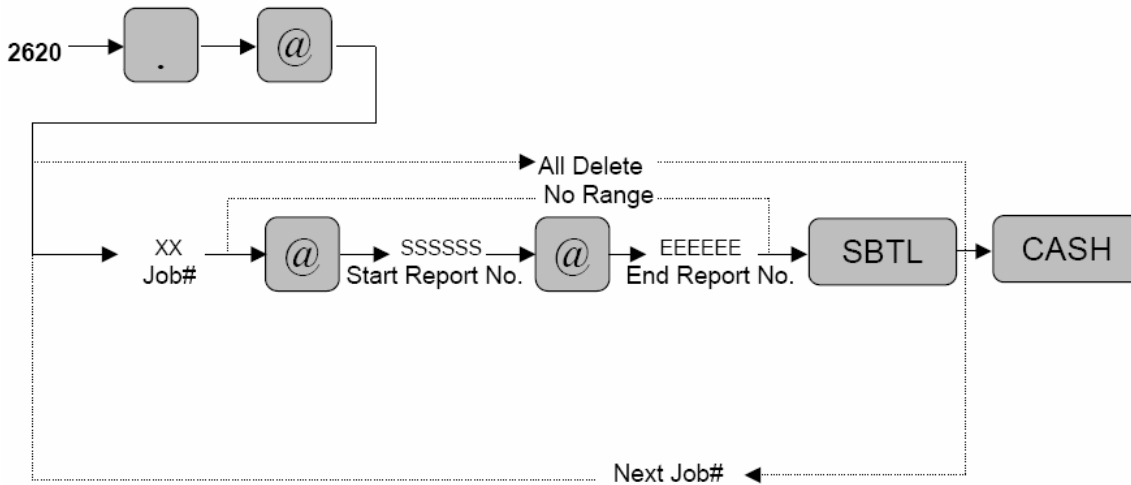 2620 . @
All Delete
No Range
XX @ SSSSSS @ EEEEEE SBTL CASH
Job# Start Report No. End Report No.
Next Job#